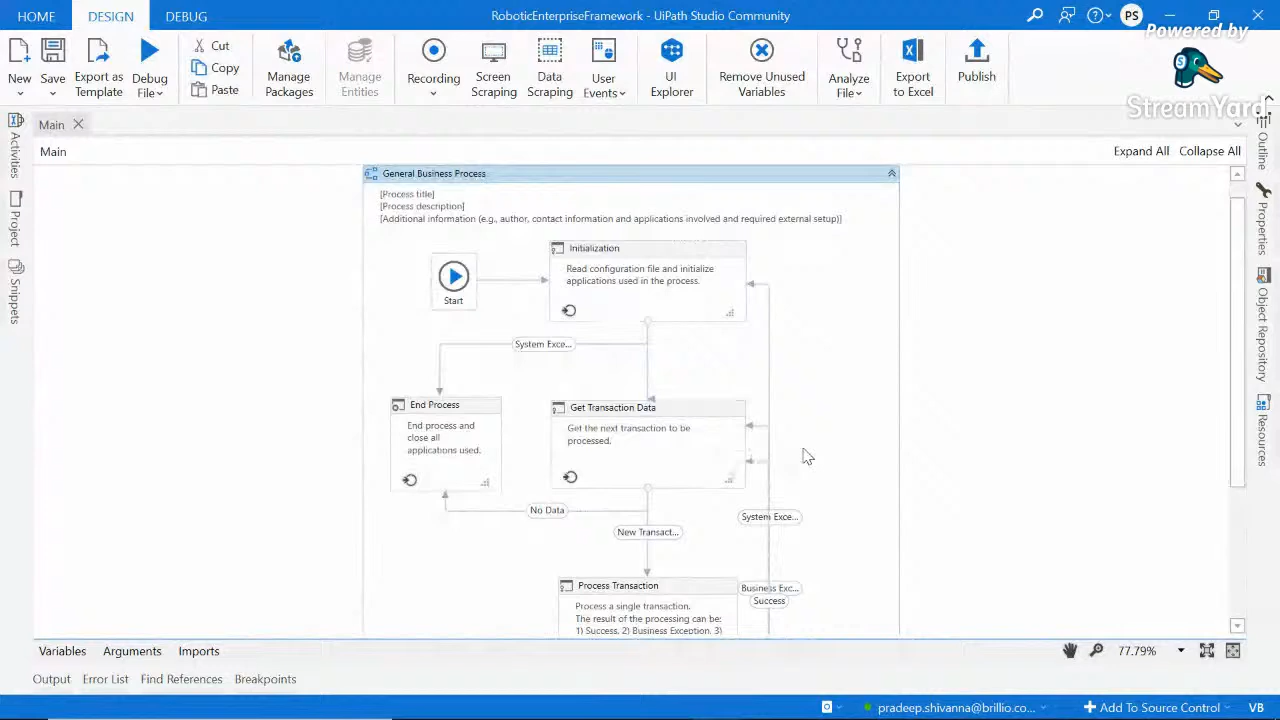 HOME
DESIGN
DEBUG
RoboticEnterpriseFramework - UiPath Studio Community
PS
Powered by
StreamYard
New
Save
Export as
Template
Debug
File
Cut
Copy
Paste
Manage
Packages
Manage
Entities
Recording
Screen
Scraping
Data
Scraping
User
Events
UI
Explorer
Remove Unused
Variables
Analyze
File
Export
to Excel
Publish
Main
Main
Expand All
Collapse All
Activities
Project
Snippets
Outline
Properties
Object Repository
Resources
General Business Process
[Process title]
[Process description]
[Additional information (e.g., author, contact information and applications involved and required external setup)]
Start
Initialization
Read configuration file and initialize
applications used in the process.
System Exce...
End Process
End process and
close all
applications used.
Get Transaction Data
Get the next transaction to be
processed.
No Data
New Transact...
System Exce...
Business Exc...
Success
Process Transaction
Process a single transaction.
The result of the processing can be:
1) Success, 2) Business Exception, 3)
Variables
Arguments
Imports
77.79%
Output
Error List
Find References
Breakpoints
pradeep.shivanna@brillio.co...
Add To Source Control
VB